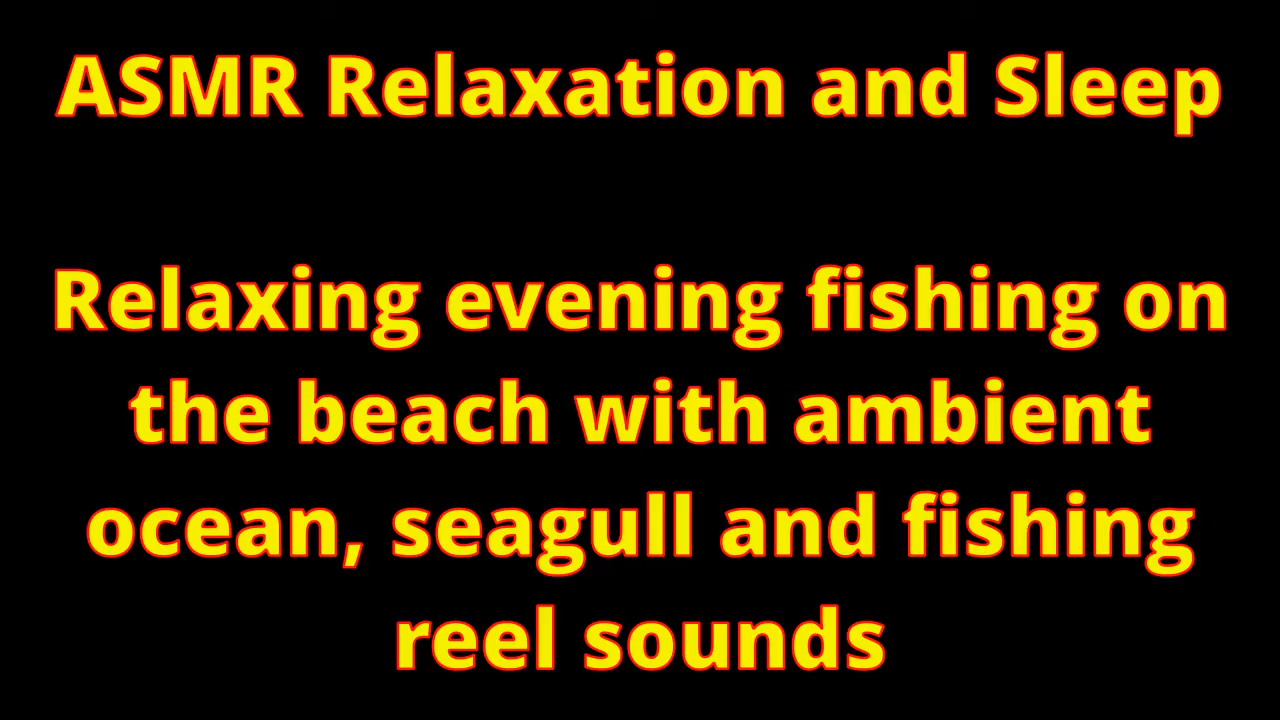 ASMR Relaxation and Sleep
Relaxing evening fishing on
the beach with ambient
ocean, seagull and fishing
reel sounds